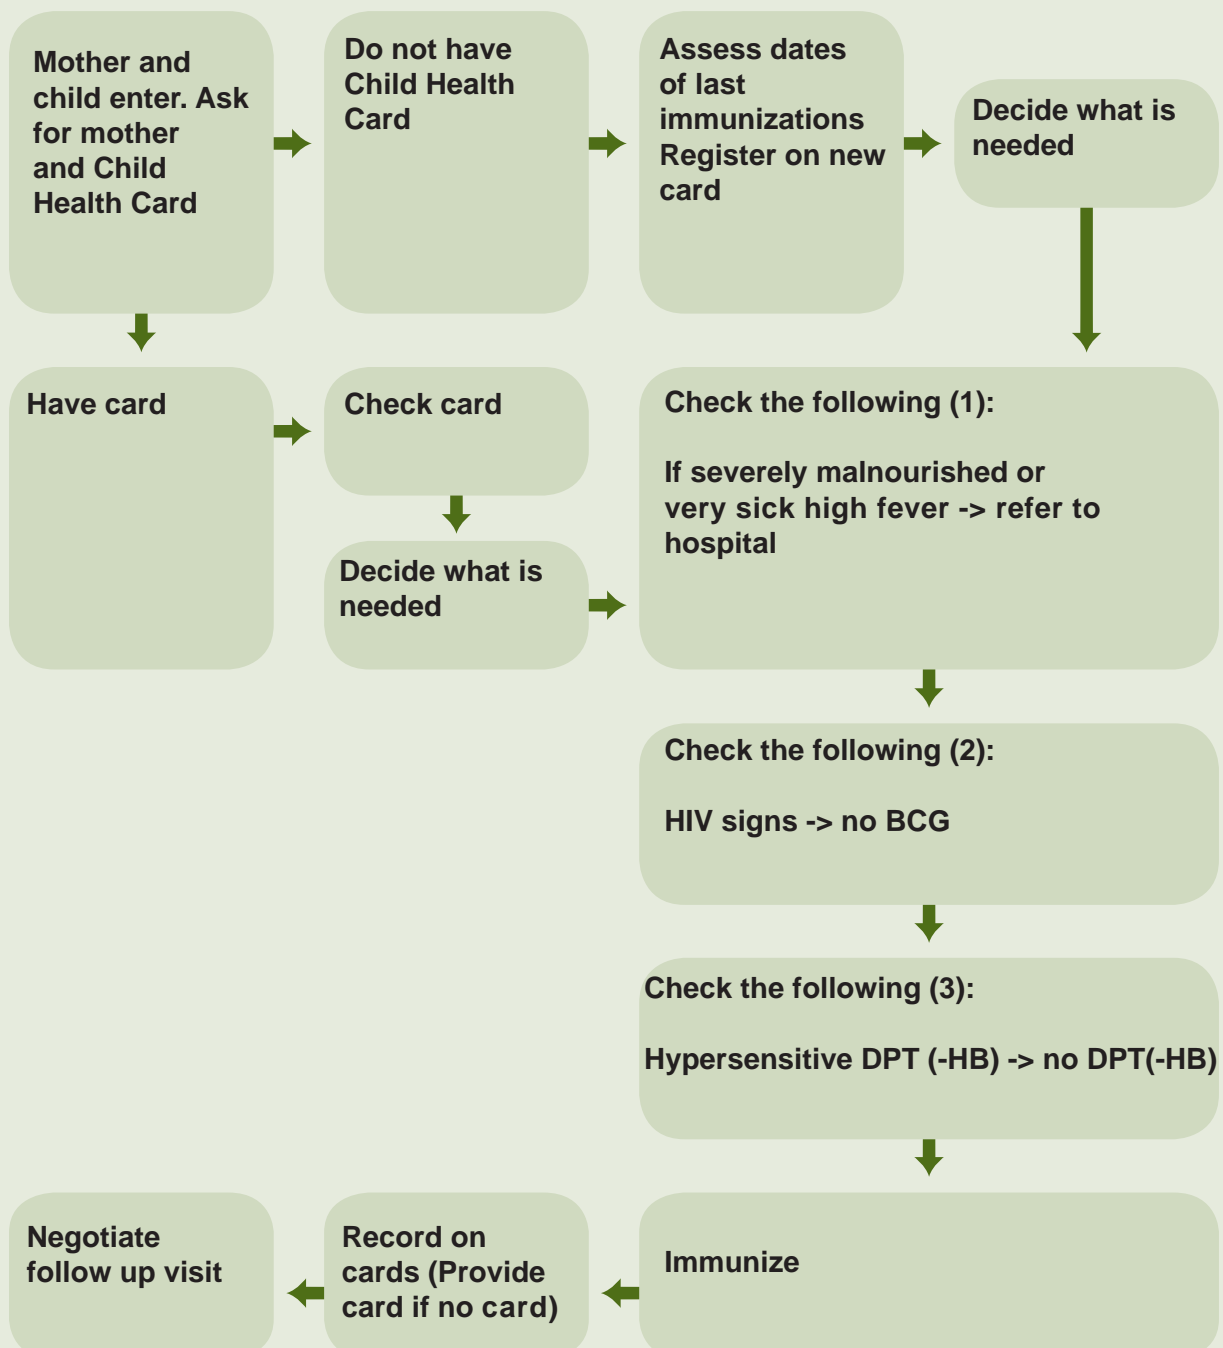 Mother and
child enter. Ask
for mother
and Child
Health Card
Do not have
Child Health
Card
Assess dates
of last
immunizations
Register on new
card
Decide what is
needed
Have card
Check card
Decide what is
needed
Check the following (1):
If severely malnourished or
very sick high fever -> refer to
hospital
Check the following (2):
HIV signs -> no BCG
Check the following (3):
Hypersensitive DPT (-HB) -> no DPT(-HB)
Immunize
Record on
cards (Provide
card if no card)
Negotiate
follow up visit